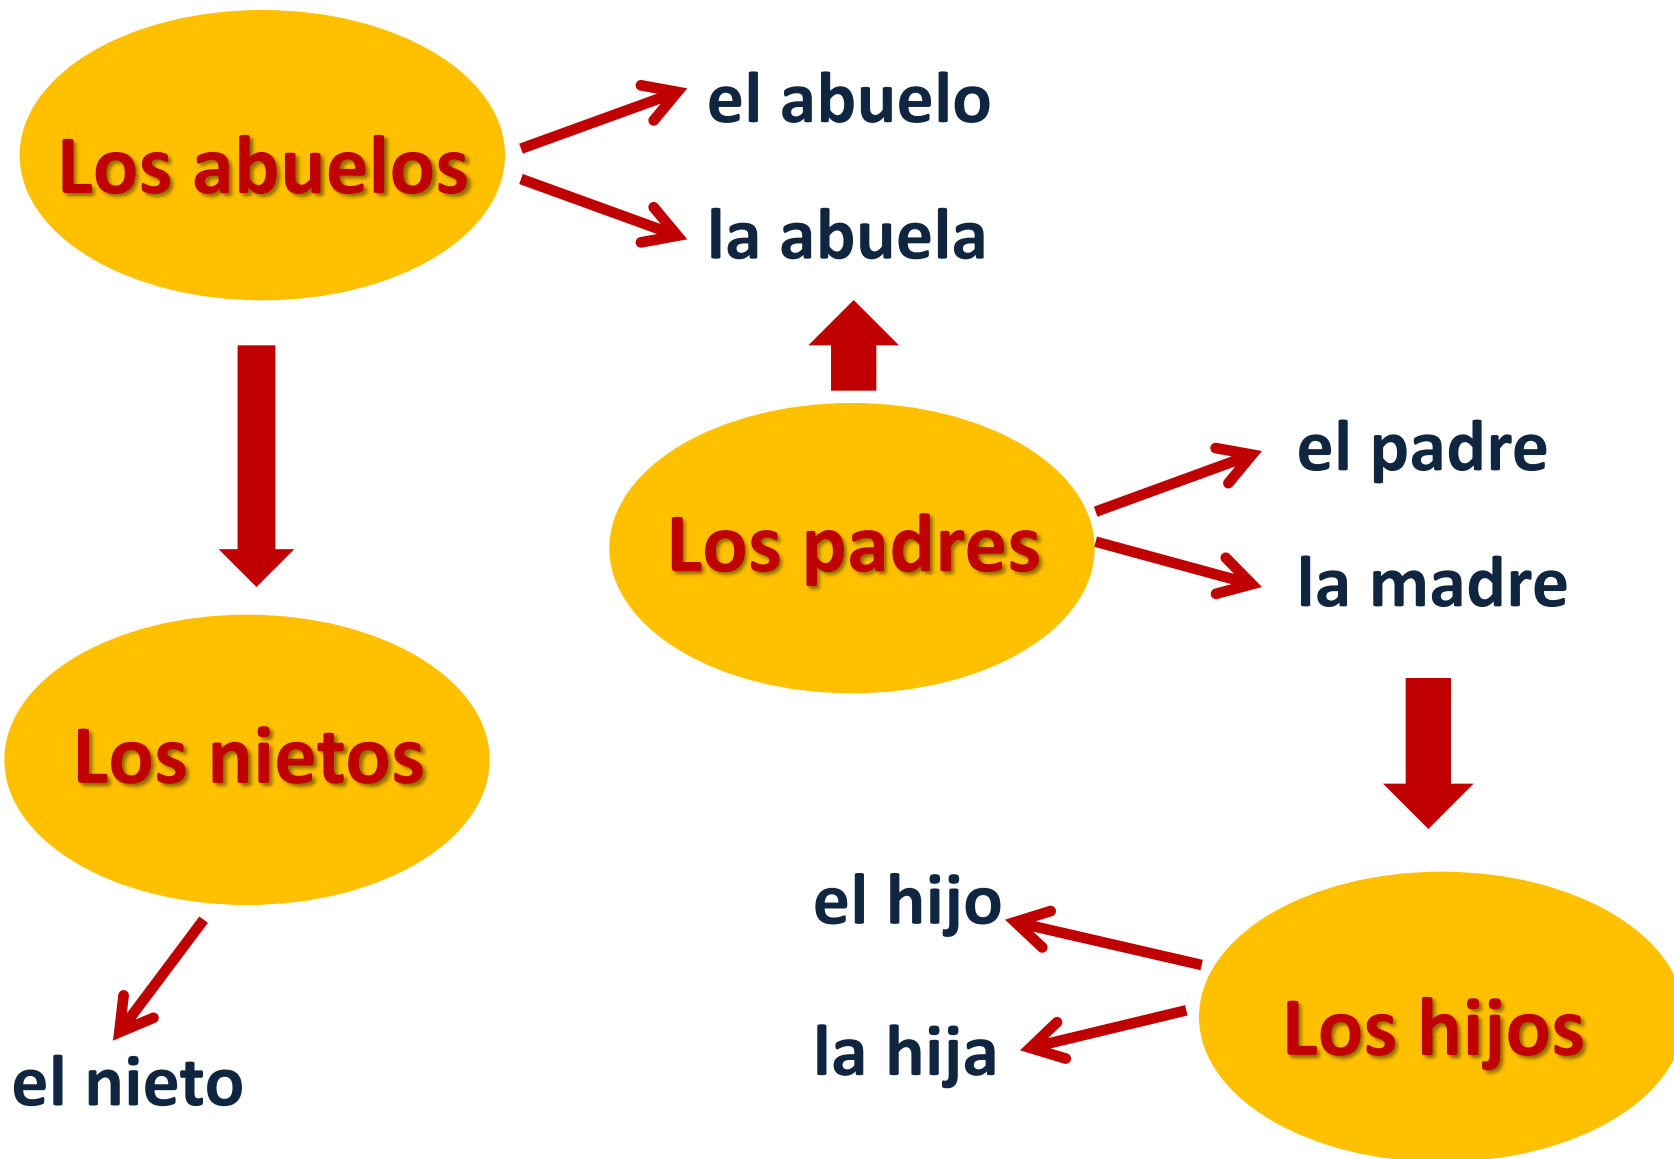 Los abuelos
el abuelo
la abuela
Los padres
el padre
la madre
Los nietos
el nieto
Los hijos
el hijo
la hija